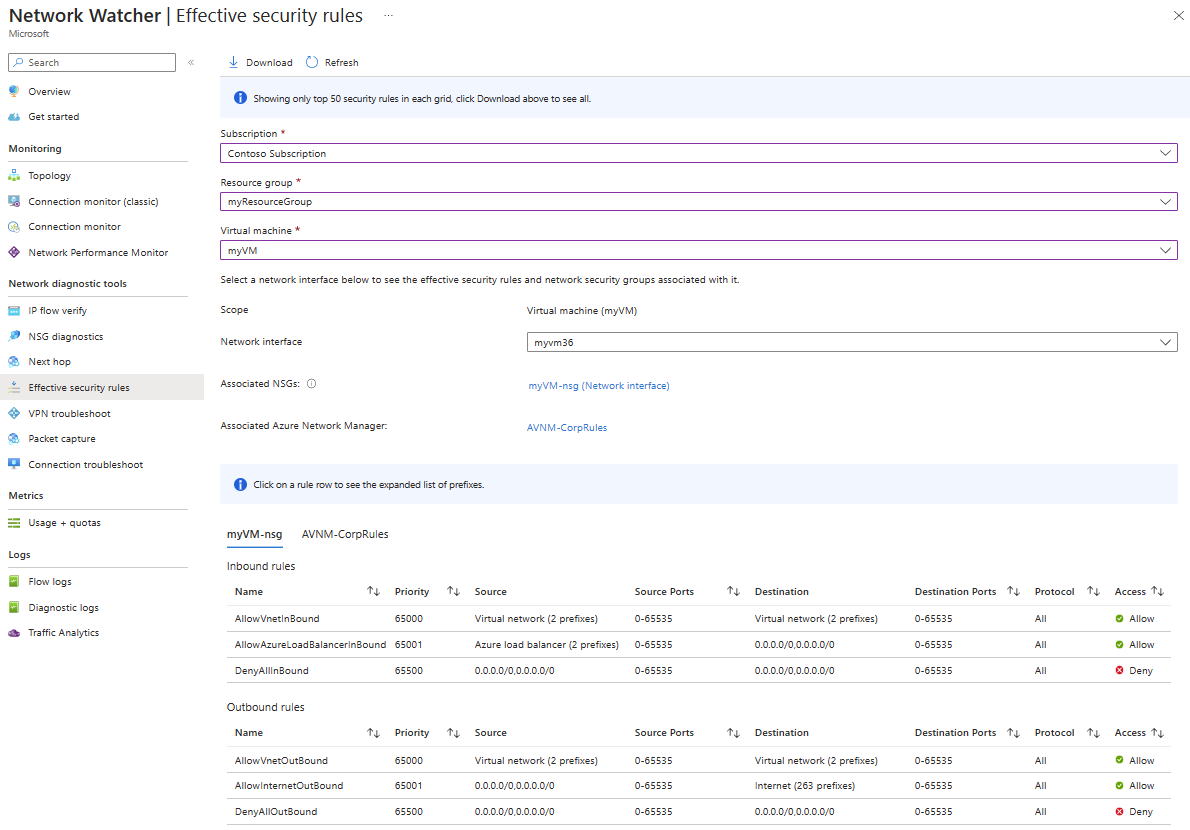 Network Watcher | Effective security rules ...
Microsoft
Search «
Overview
Get started
Monitoring
Topology
Connection monitor (classic)
Connection monitor
Network Performance Monitor
Network diagnostic tools
IP flow verify
NSG diagnostics
Next hop
Effective security rules
VPN troubleshoot
Packet capture
Connection troubleshoot
Metrics
Usage + quotas
Logs
Flow logs
Diagnostic logs
Traffic Analytics
Download Refresh
Showing only top 50 security rules in each grid, click Download above to see all.
Subscription *
Contoso Subscription
Resource group *
myResourceGroup
Virtual machine *
myVM
Select a network interface below to see the effective security rules and network security groups associated with it.
Scope Virtual machine (myVM)
Network interface myvm36
Associated NSGs: myVM-nsg (Network interface)
Associated Azure Network Manager: AVNM-CorpRules
Click on a rule row to see the expanded list of prefixes.
myVM-nsg AVNM-CorpRules
Inbound rules
Name Priority Source Source Ports Destination Destination Ports Protocol Access
AllowVnetInBound 65000 Virtual network (2 prefixes) 0-65535 Virtual network (2 prefixes) 0-65535 All Allow
AllowAzureLoadBalancerInBound 65001 Azure load balancer (2 prefixes) 0-65535 0.0.0.0/0,0.0.0.0/0 0-65535 All Allow
DenyAllInBound 65500 0.0.0.0/0,0.0.0.0/0 0-65535 0.0.0.0/0,0.0.0.0/0 0-65535 All Deny
Outbound rules
Name Priority Source Source Ports Destination Destination Ports Protocol Access
AllowVnetOutBound 65000 Virtual network (2 prefixes) 0-65535 Virtual network (2 prefixes) 0-65535 All Allow
AllowInternetOutBound 65001 0.0.0.0/0,0.0.0.0/0 0-65535 Internet (263 prefixes) 0-65535 All Allow
DenyAllOutBound 65500 0.0.0.0/0,0.0.0.0/0 0-65535 0.0.0.0/0,0.0.0.0/0 0-65535 All Deny